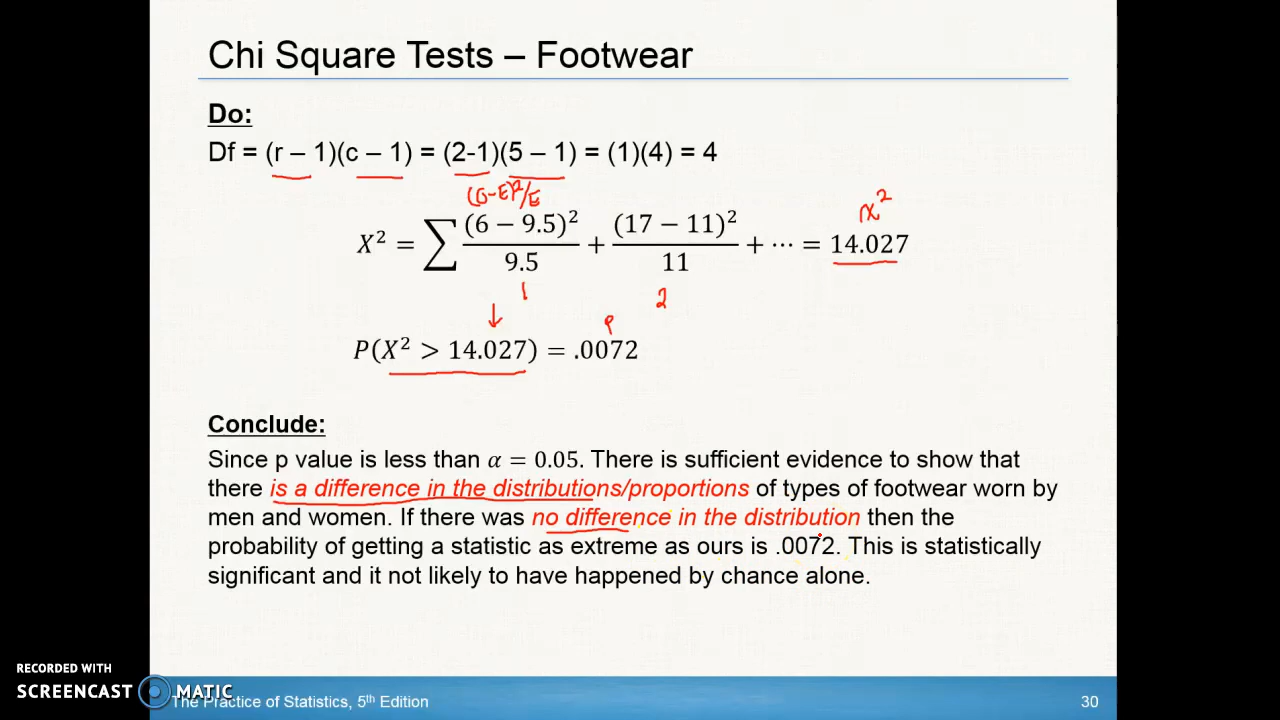 Chi Square Tests – Footwear
Do:
Df = (r – 1)(c – 1) = (2-1)(5 – 1) = (1)(4) = 4
(O-E)²/E
x²
X² = ∑ (6 − 9.5)²/9.5 + (17 − 11)²/11 + ⋯ = 14.027
1 2
↓ P
P(X² > 14.027) = .0072
Conclude:
Since p value is less than α = 0.05. There is sufficient evidence to show that
there is a difference in the distributions/proportions of types of footwear worn by
men and women. If there was no difference in the distribution then the
probability of getting a statistic as extreme as ours is .0072. This is statistically
significant and it not likely to have happened by chance alone.
RECORDED WITH
SCREENCAST MATIC
The Practice of Statistics, 5th Edition
30